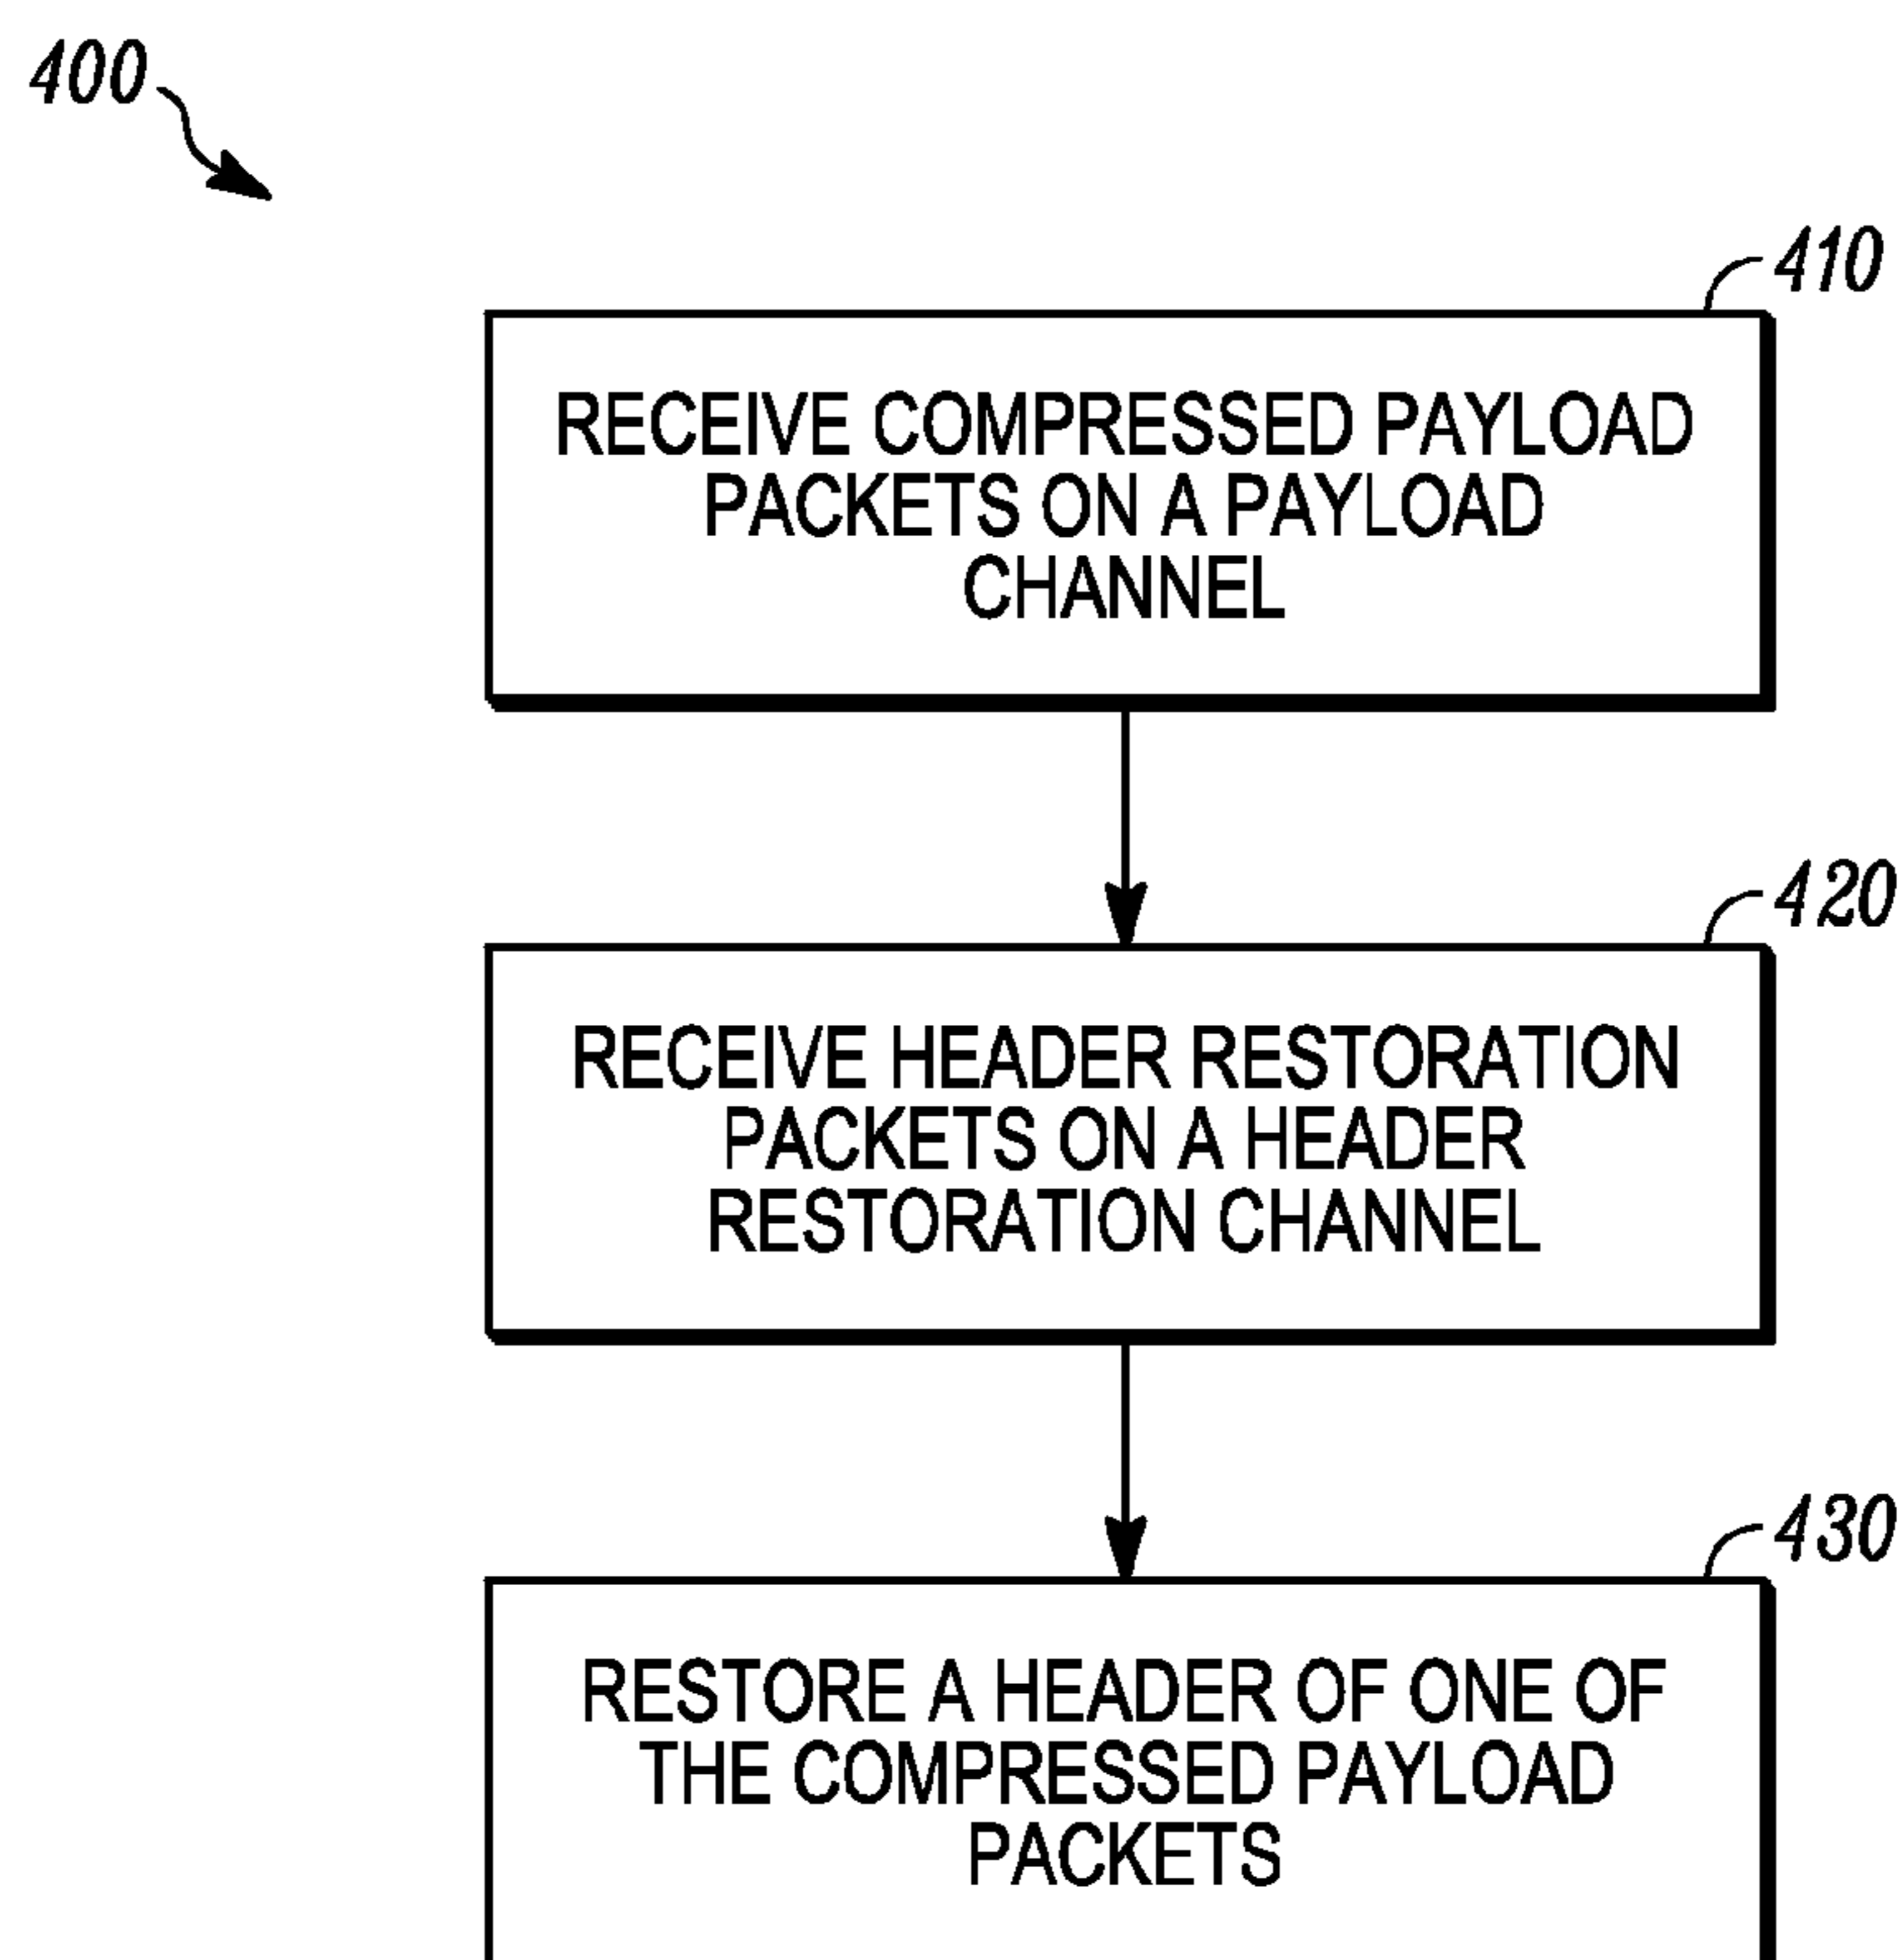 400
410
RECEIVE COMPRESSED PAYLOAD
PACKETS ON A PAYLOAD
CHANNEL
420
RECEIVE HEADER RESTORATION
PACKETS ON A HEADER
RESTORATION CHANNEL
430
RESTORE A HEADER OF ONE OF
THE COMPRESSED PAYLOAD
PACKETS